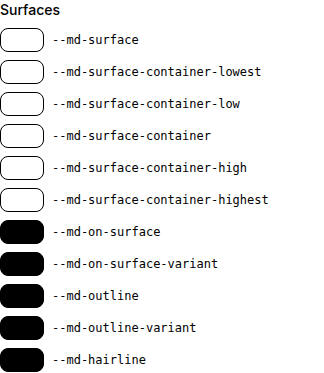 Surfaces
--md-surface
--md-surface-container-lowest
--md-surface-container-low
--md-surface-container
--md-surface-container-high
--md-surface-container-highest
--md-on-surface
--md-on-surface-variant
--md-outline
--md-outline-variant
--md-hairline